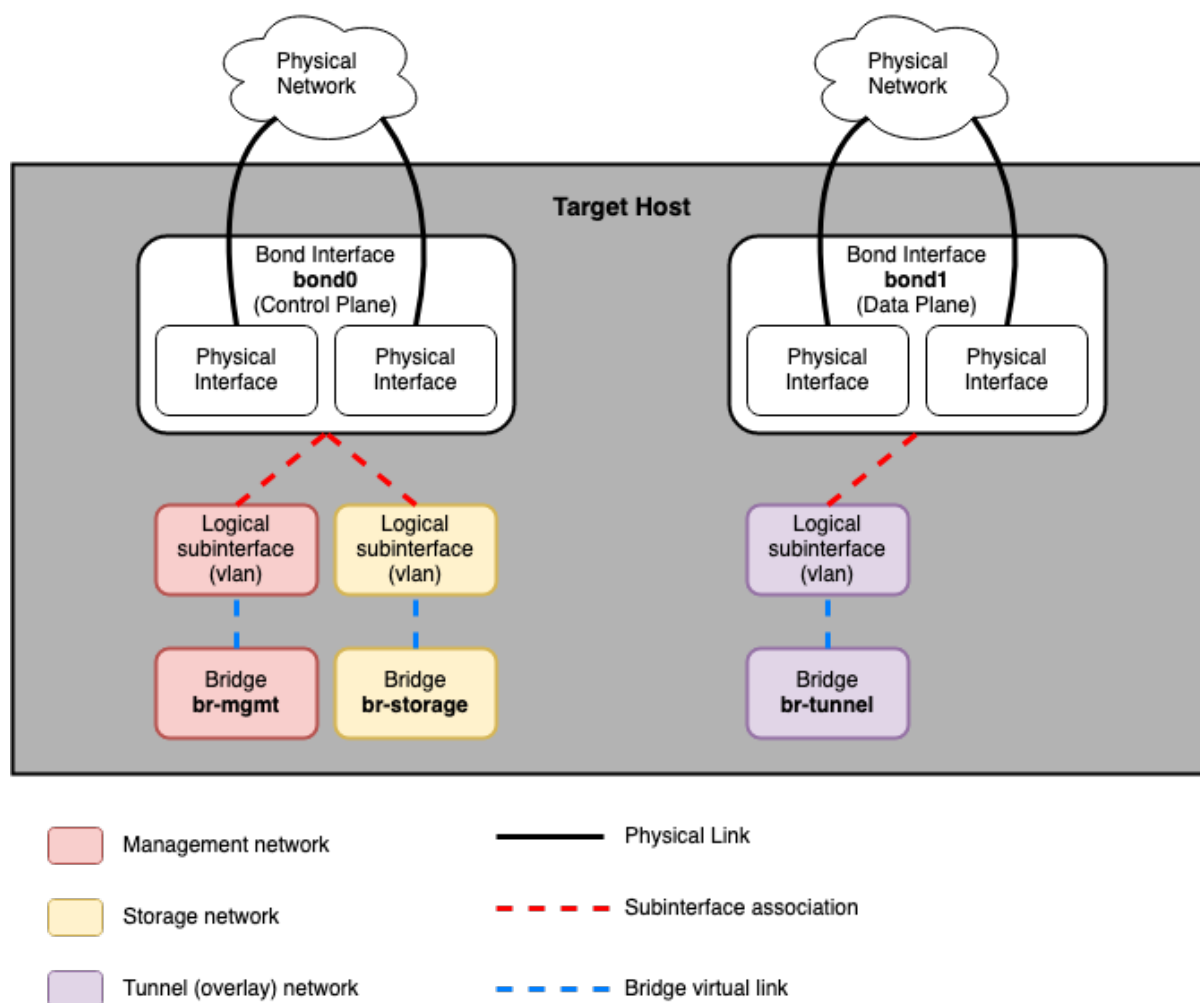 Physical
Network
Physical
Network
Target Host
Bond Interface
bond0
(Control Plane)
Physical
Interface
Physical
Interface
Bond Interface
bond1
(Data Plane)
Physical
Interface
Physical
Interface
Logical
subinterface
(vlan)
Logical
subinterface
(vlan)
Logical
subinterface
(vlan)
Bridge
br-mgmt
Bridge
br-storage
Bridge
br-tunnel
Management network
Physical Link
Storage network
Subinterface association
Tunnel (overlay) network
Bridge virtual link